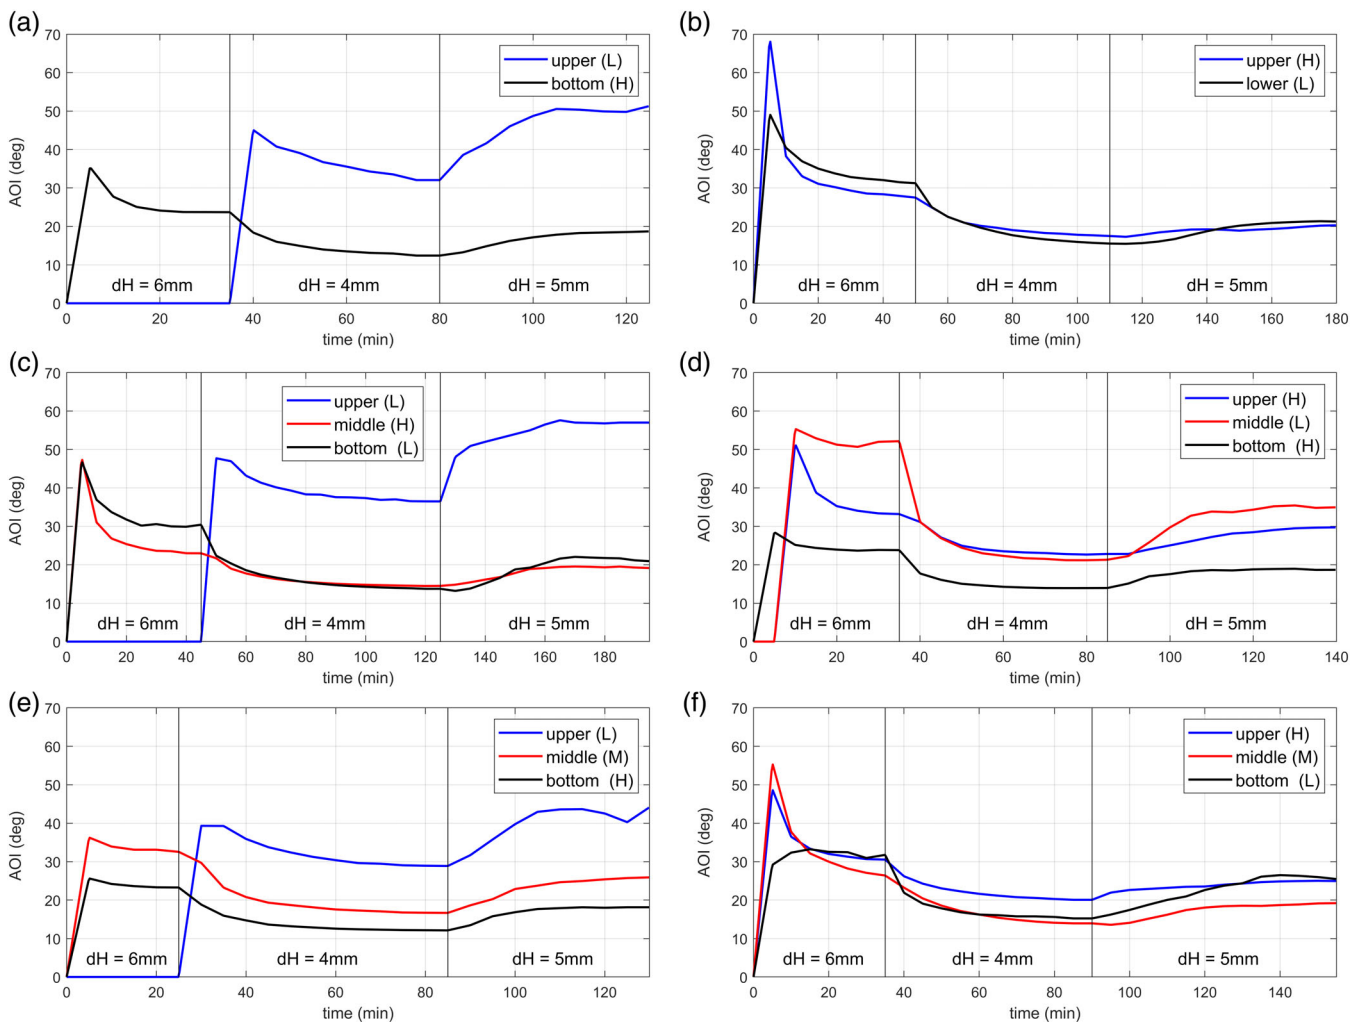 (a)
70
60
50
40
30
20
10
0
AOI (deg)
upper (L)
bottom (H)
dH = 6mm dH = 4mm dH = 5mm
0 20 40 60 80 100 120
time (min)
(b)
70
60
50
40
30
20
10
0
AOI (deg)
upper (H)
lower (L)
dH = 6mm dH = 4mm dH = 5mm
0 20 40 60 80 100 120 140 160 180
time (min)
(c)
70
60
50
40
30
20
10
0
AOI (deg)
upper (L)
middle (H)
bottom (L)
dH = 6mm dH = 4mm dH = 5mm
0 20 40 60 80 100 120 140 160 180
time (min)
(d)
70
60
50
40
30
20
10
0
AOI (deg)
upper (H)
middle (L)
bottom (H)
dH = 6mm dH = 4mm dH = 5mm
0 20 40 60 80 100 120 140
time (min)
(e)
70
60
50
40
30
20
10
0
AOI (deg)
upper (L)
middle (M)
bottom (H)
dH = 6mm dH = 4mm dH = 5mm
0 20 40 60 80 100 120
time (min)
(f)
70
60
50
40
30
20
10
0
AOI (deg)
upper (H)
middle (M)
bottom (L)
dH = 6mm dH = 4mm dH = 5mm
0 20 40 60 80 100 120 140
time (min)